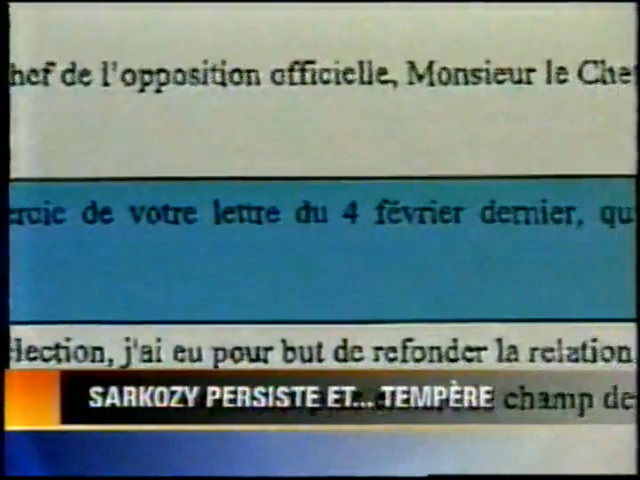 hef de l'opposition officielle, Monsieur le Che
ercie de votre lettre du 4 février dernier, qu
lection, j'ai eu pour but de refonder la relation
SARKOZY PERSISTE ET... TEMPÈRE
champ de